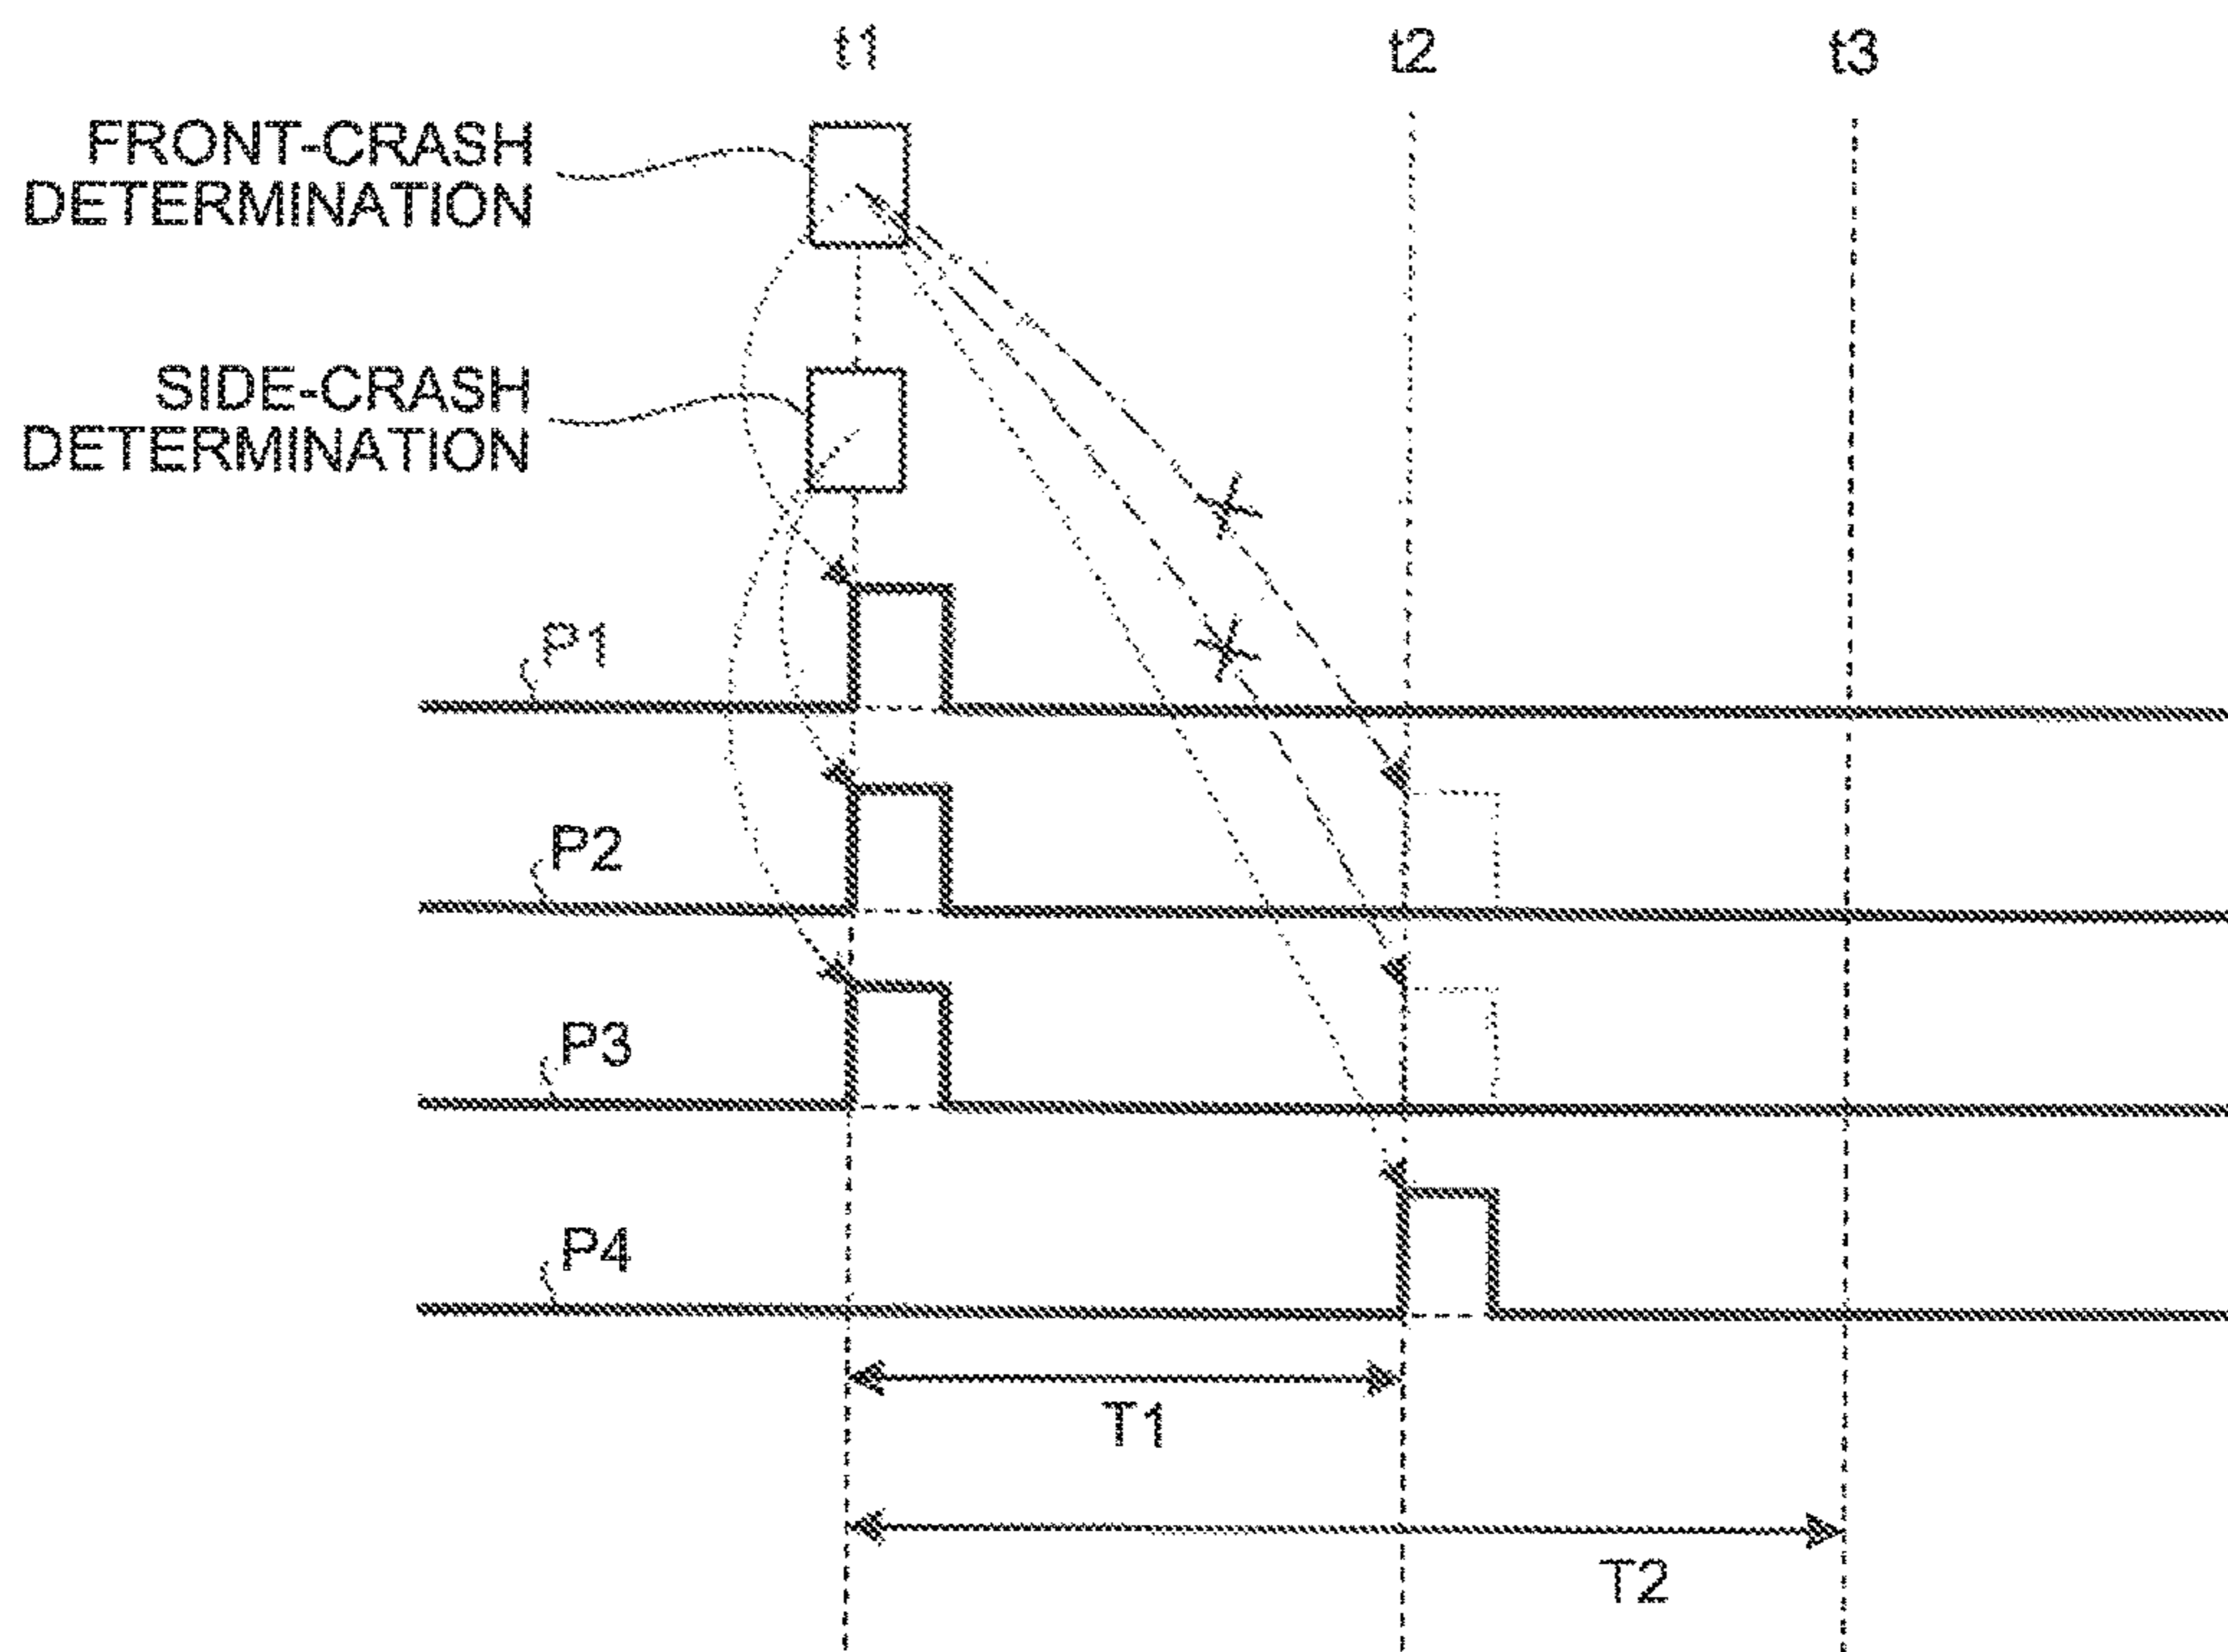 t1 t2 t3
FRONT-CRASH
DETERMINATION
SIDE-CRASH
DETERMINATION
P1
P2
P3
P4
T1
T2